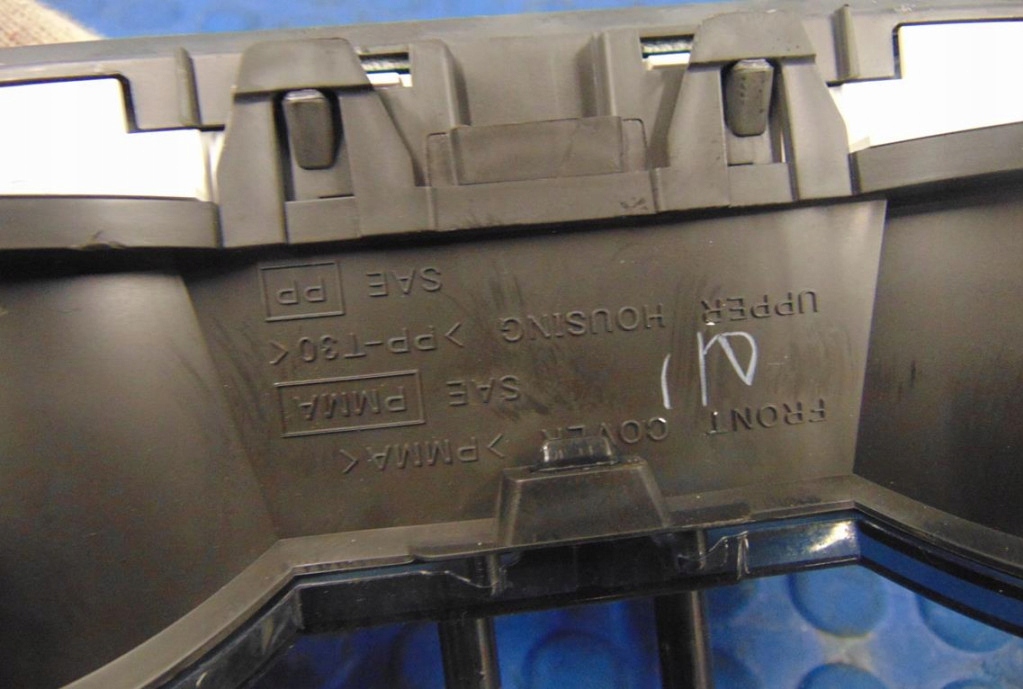 FRONT COVER >PMMA<
SAE PMMA
UPPER HOUSING >PP-T30<
SAE PP